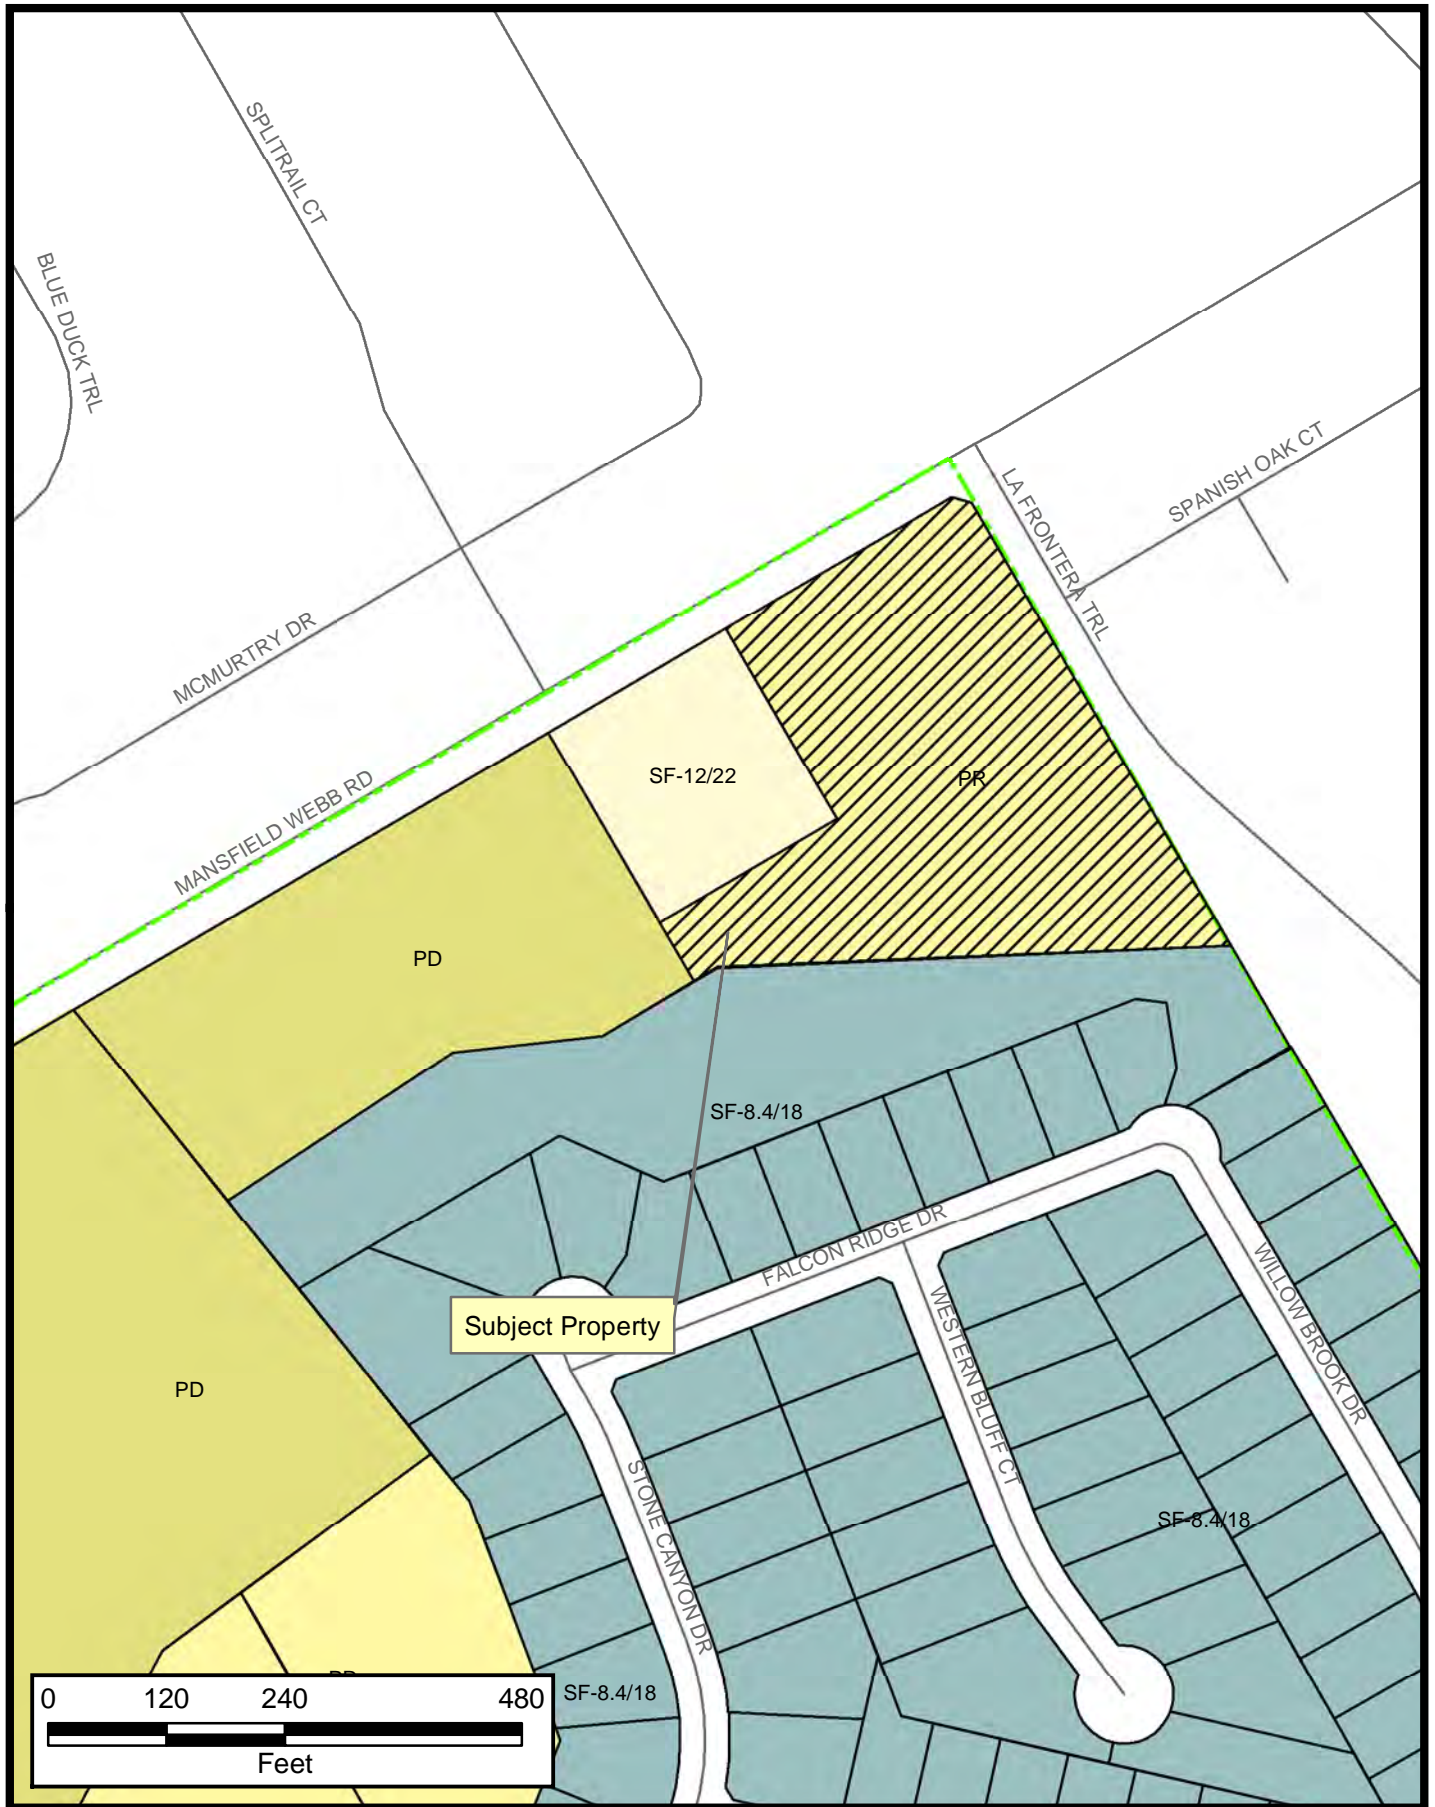 SPLITRAIL CT
BLUE DUCK TRL
SPANISH OAK CT
LA FRONTERA TRL
MCMURTRY DR
MANSFIELD WEBB RD
SF-12/22
PR
PD
SF-8.4/18
FALCON RIDGE DR
WILLOW BROOK DR
WESTERN BLUFF CT
Subject Property
PD
STONE CANYON DR
SF-8.4/18
SF-8.4/18
0 120 240 480
Feet